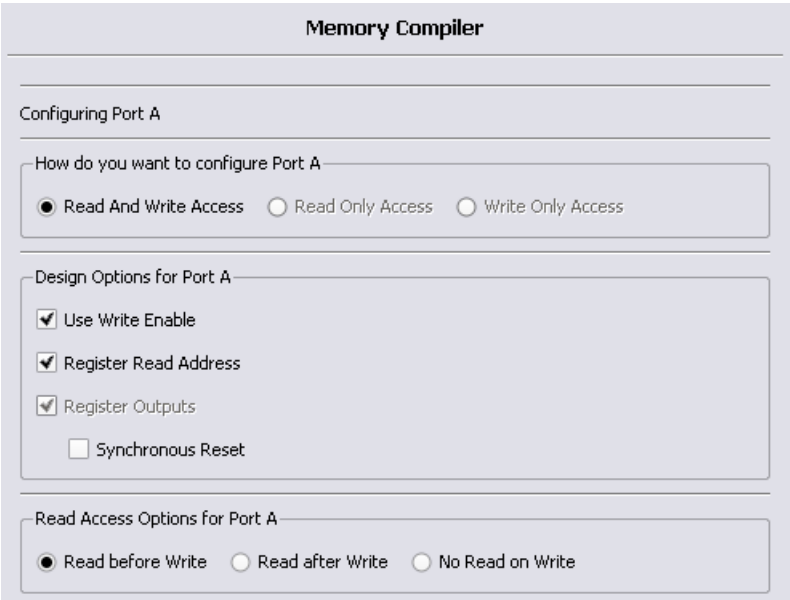 Memory Compiler
Configuring Port A
How do you want to configure Port A
Read And Write Access Read Only Access Write Only Access
Design Options for Port A
Use Write Enable
Register Read Address
Register Outputs
Synchronous Reset
Read Access Options for Port A
Read before Write Read after Write No Read on Write